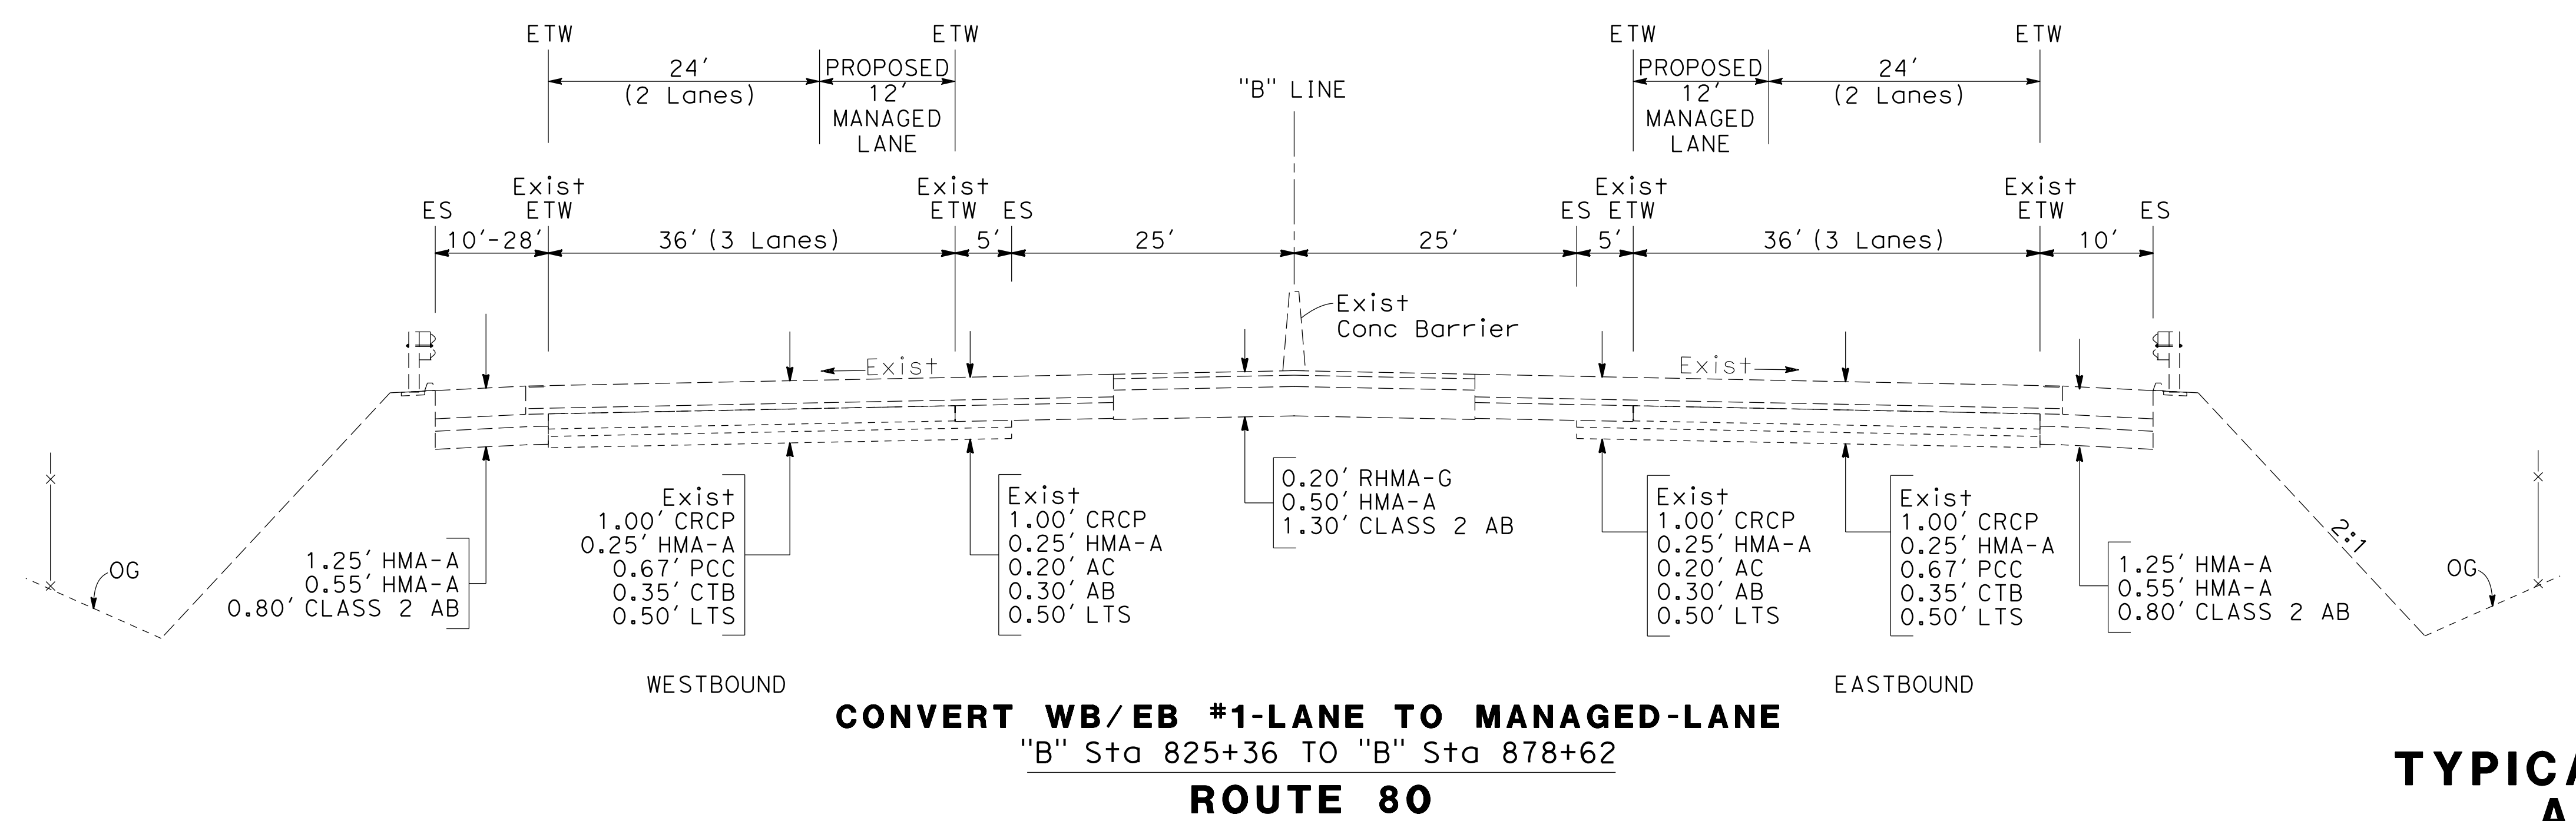 ETW ETW ETW ETW
24' PROPOSED PROPOSED 24'
(2 Lanes) 12' "B" LINE 12' (2 Lanes)
MANAGED MANAGED
LANE LANE
Exist Exist Exist Exist
ES ETW ETW ES ES ETW ETW ES
10'-28' 36' (3 Lanes) 5' 25' 25' 5' 36' (3 Lanes) 10'
Exist
Conc Barrier
Exist Exist
1.25' HMA-A
0.55' HMA-A
0.80' CLASS 2 AB
Exist
1.00' CRCP
0.25' HMA-A
0.67' PCC
0.35' CTB
0.50' LTS
Exist
1.00' CRCP
0.25' HMA-A
0.20' AC
0.30' AB
0.50' LTS
0.20' RHMA-G
0.50' HMA-A
1.30' CLASS 2 AB
Exist
1.00' CRCP
0.25' HMA-A
0.20' AC
0.30' AB
0.50' LTS
Exist
1.00' CRCP
0.25' HMA-A
0.67' PCC
0.35' CTB
0.50' LTS
1.25' HMA-A
0.55' HMA-A
0.80' CLASS 2 AB
2:1
OG OG
WESTBOUND EASTBOUND
CONVERT WB/EB #1-LANE TO MANAGED-LANE
"B" Sta 825+36 TO "B" Sta 878+62
ROUTE 80